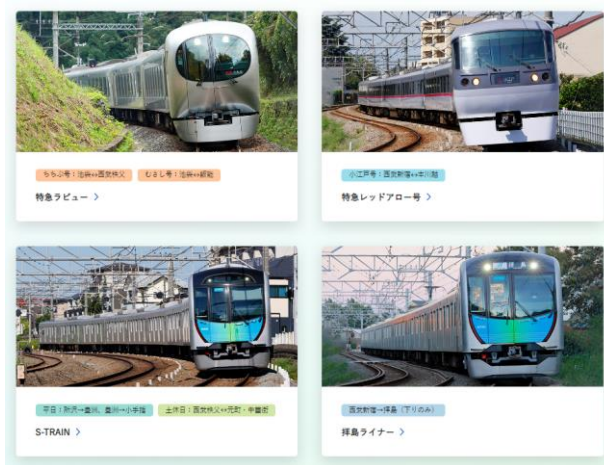 ちちぶ号：池袋⇔西武秩父　むさし号：池袋⇔飯能
特急ラビュー >
小江戸号：西武新宿⇔本川越
特急レッドアロー号 >
平日：所沢→豊洲、豊洲→小手指　土休日：西武秩父⇔元町・中華街
S-TRAIN >
西武新宿→拝島（下りのみ）
拝島ライナー >